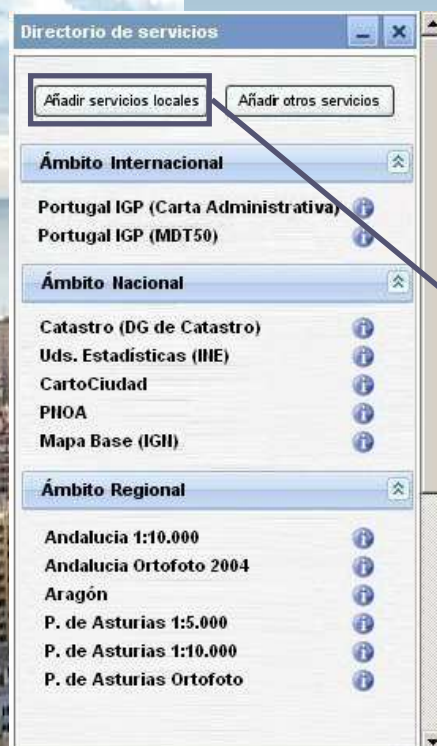 Directorio de servicios
Añadir servicios locales Añadir otros servicios
Ámbito Internacional
Portugal IGP (Carta Administrativa)
Portugal IGP (MDT50)
Ámbito Nacional
Catastro (DG de Catastro)
Uds. Estadísticas (INE)
CartoCiudad
PNOA
Mapa Base (IGN)
Ámbito Regional
Andalucia 1:10.000
Andalucia Ortofoto 2004
Aragón
P. de Asturias 1:5.000
P. de Asturias 1:10.000
P. de Asturias Ortofoto